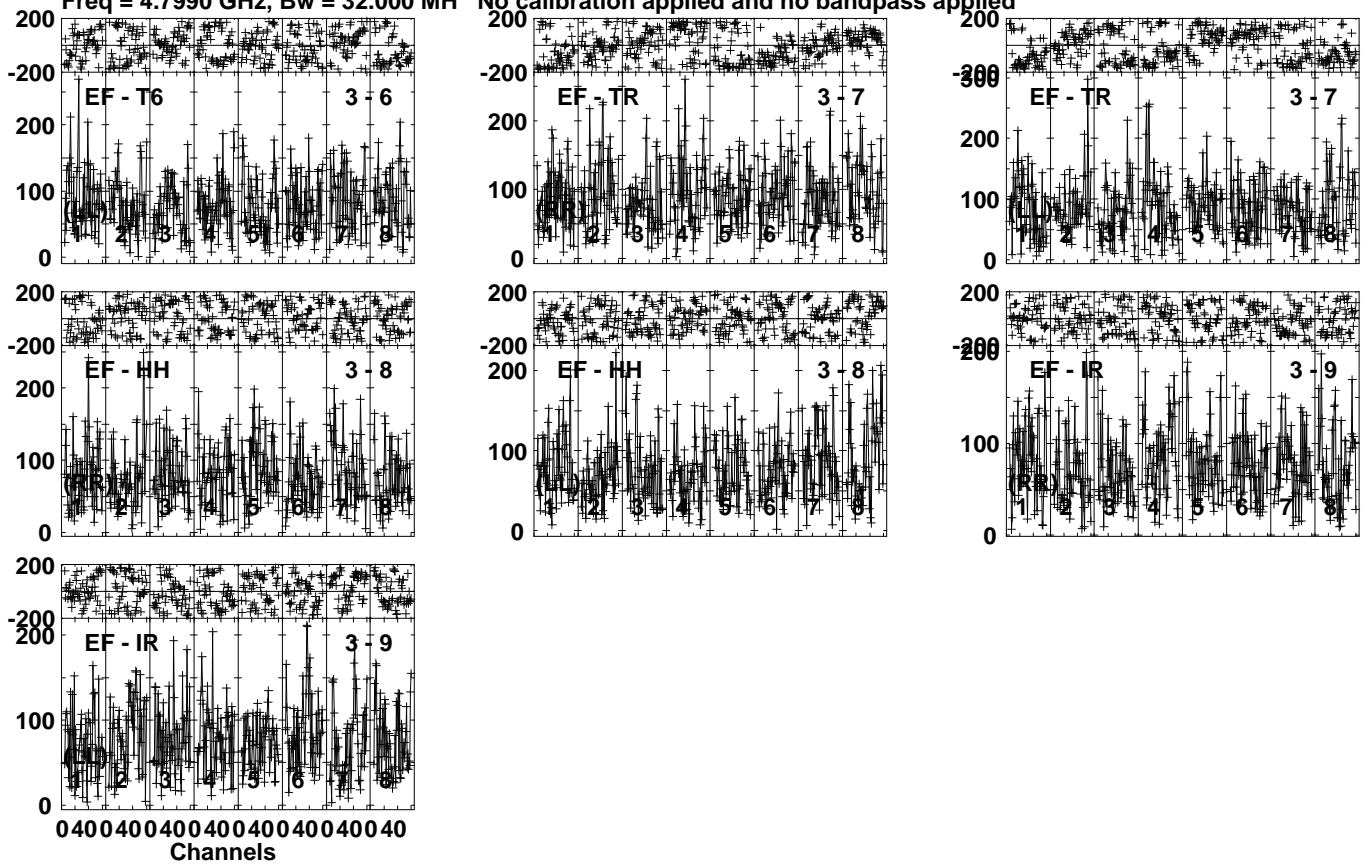 Freq = 4.7990 GHz, Bw = 32.000 MH No calibration applied and no bandpass applied
200 200 200
-200 -200 -200
300
EF - T6 3 - 6 EF - TR 3 - 7 EF - TR 3 - 7
200 200 200
100 100 100
(LL) (RR) (LL)
1 2 3 4 5 6 7 8 1 2 3 4 5 6 7 8 1 2 3 4 5 6 7 8
0 0 0
200 200 200
-200 -200 -200
200
EF - HH 3 - 8 EF - HH 3 - 8 EF - IR 3 - 9
200 200
100 100 100
(RR) (LL) (RR)
1 2 3 4 5 6 7 8 1 2 3 4 5 6 7 8 1 2 3 4 5 6 7 8
0 0 0
200
-200
200
EF - IR 3 - 9
100
(LL)
1 2 3 4 5 6 7 8
0
0 40 0 40 0 40 0 40 0 40 0 40 0 40 0 40
Channels